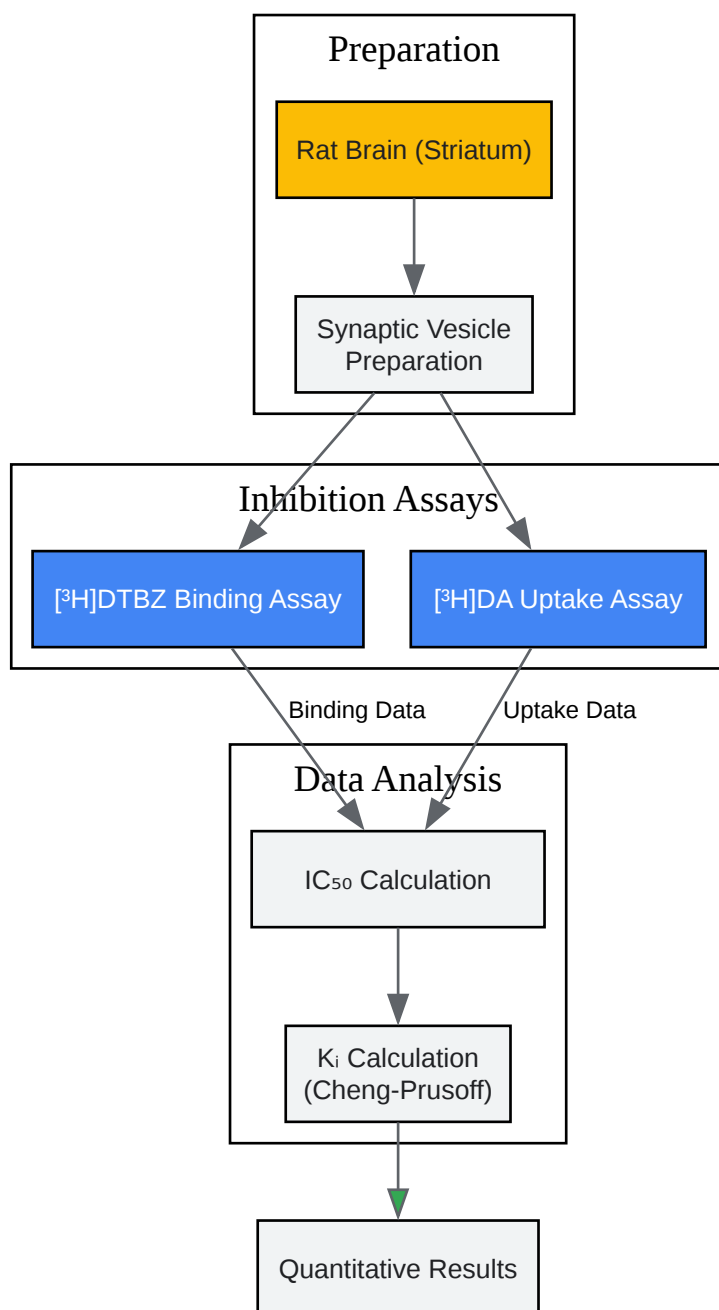 Preparation
Rat Brain (Striatum)
Synaptic Vesicle
Preparation
Inhibition Assays
[³H]DTBZ Binding Assay
[³H]DA Uptake Assay
Binding Data
Uptake Data
Data Analysis
IC₅₀ Calculation
Kᵢ Calculation
(Cheng-Prusoff)
Quantitative Results